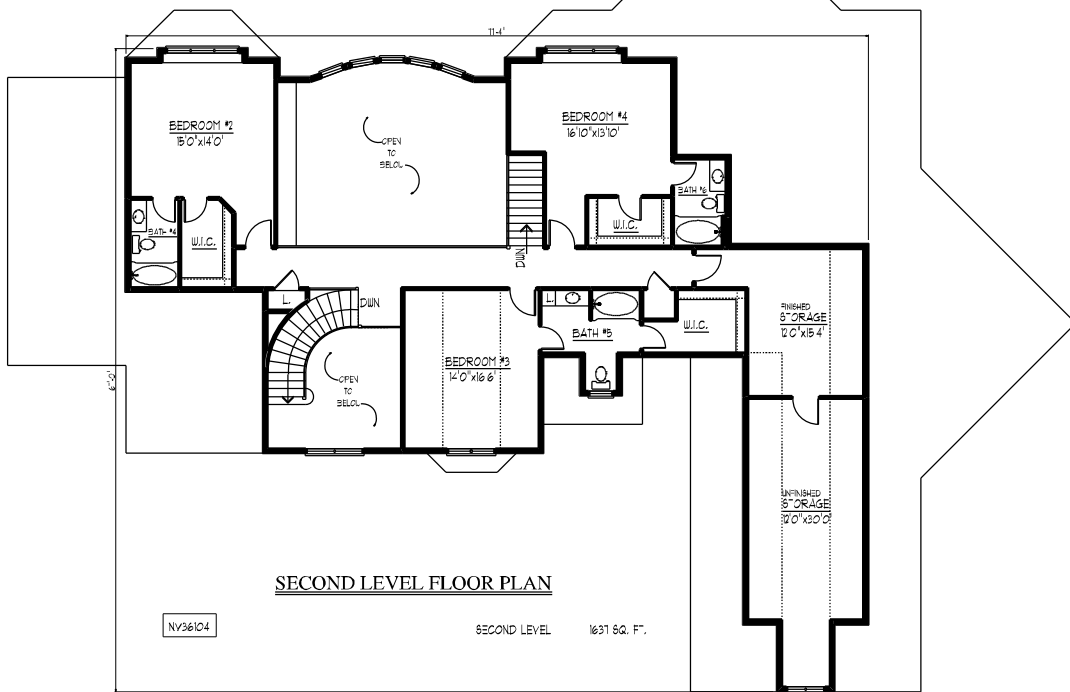 71'-4"
BEDROOM #2
15'0"x14'0"
BEDROOM #4
16'10"x13'10"
OPEN
TO
BELOW
BATH #4
W.I.C.
BATH #6
W.I.C.
DWN
L.
DWN
L.
BATH #5
W.I.C.
FINISHED
STORAGE
12'0"x15'4"
BEDROOM #3
14'0"x16'6"
OPEN
TO
BELOW
UNFINISHED
STORAGE
12'0"x30'0"
SECOND LEVEL FLOOR PLAN
NV36104
SECOND LEVEL 1637 SQ. FT.